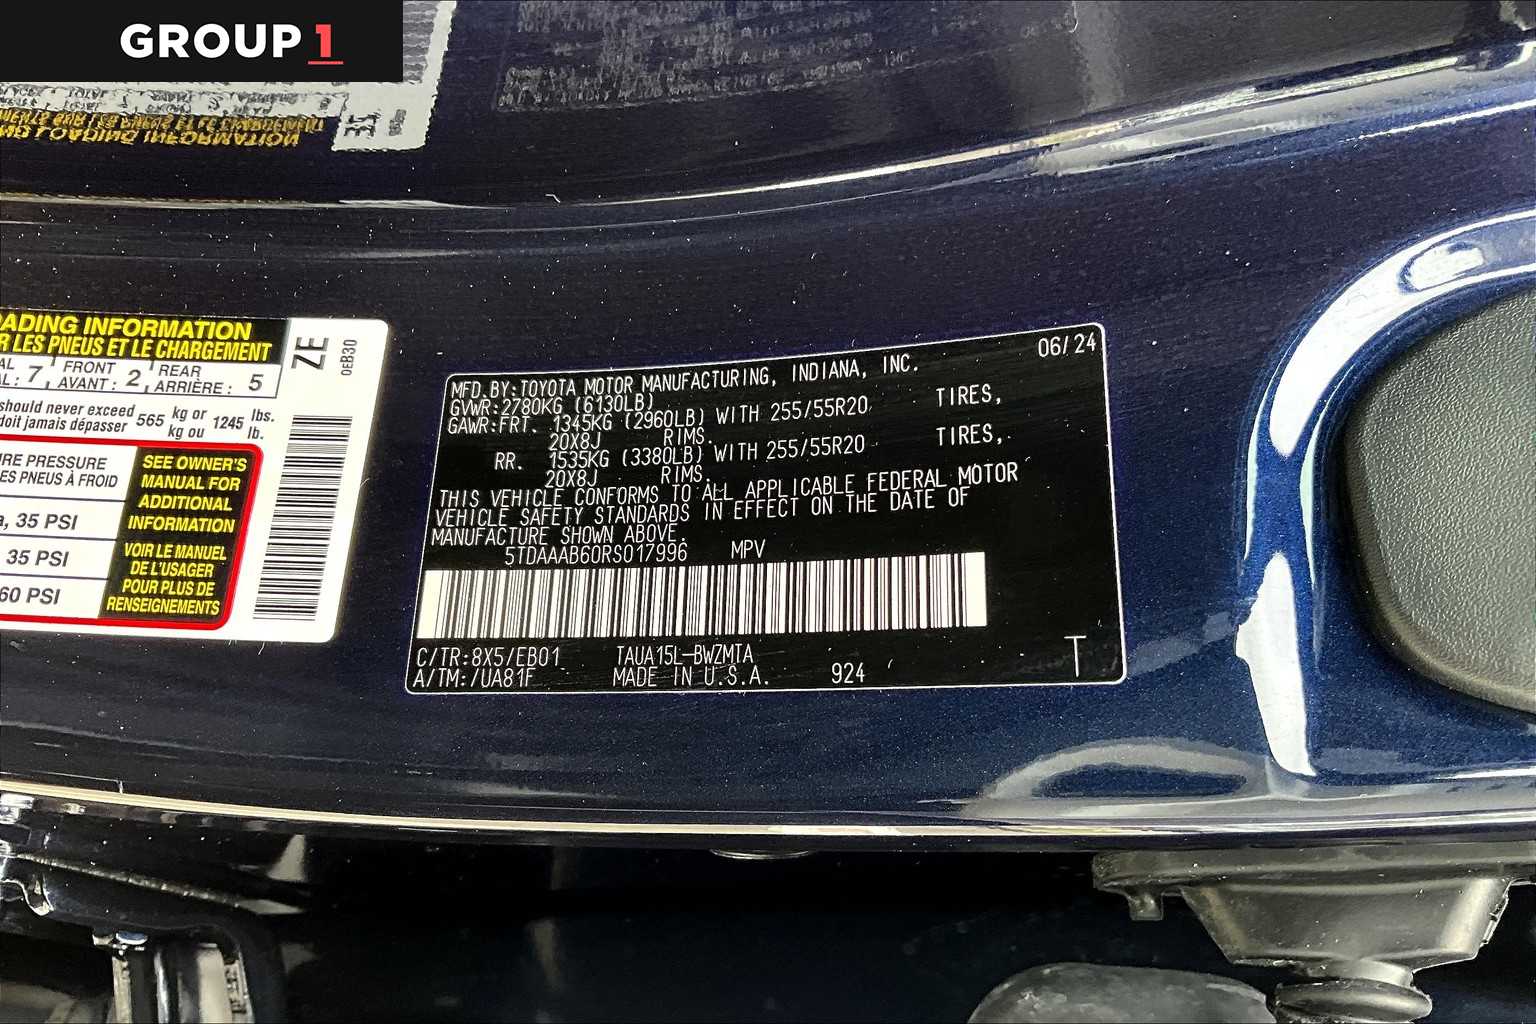 GROUP 1
ADING INFORMATION
R LES PNEUS ET LE CHARGEMENT
ZE
0EB30
AL : 7, FRONT AVANT : 2, REAR ARRIÈRE : 5
should never exceed 565 kg or 1245 lbs.
doit jamais dépasser kg ou lb.
IRE PRESSURE
ES PNEUS À FROID
35 PSI
35 PSI
60 PSI
SEE OWNER'S
MANUAL FOR
ADDITIONAL
INFORMATION
VOIR LE MANUEL
DE L'USAGER
POUR PLUS DE
RENSEIGNEMENTS
06/24
MFD.BY:TOYOTA MOTOR MANUFACTURING, INDIANA, INC.
GVWR:2780KG (6130LB)
GAWR:FRT. 1345KG (2960LB) WITH 255/55R20 TIRES,
20X8J RIMS.
RR. 1535KG (3380LB) WITH 255/55R20 TIRES,
20X8J RIMS.
THIS VEHICLE CONFORMS TO ALL APPLICABLE FEDERAL MOTOR
VEHICLE SAFETY STANDARDS IN EFFECT ON THE DATE OF
MANUFACTURE SHOWN ABOVE.
5TDAAAB60RS017996 MPV
C/TR:8X5/EB01 TAUA15L-BWZMTA
A/TM:/UA81F MADE IN U.S.A. 924 T